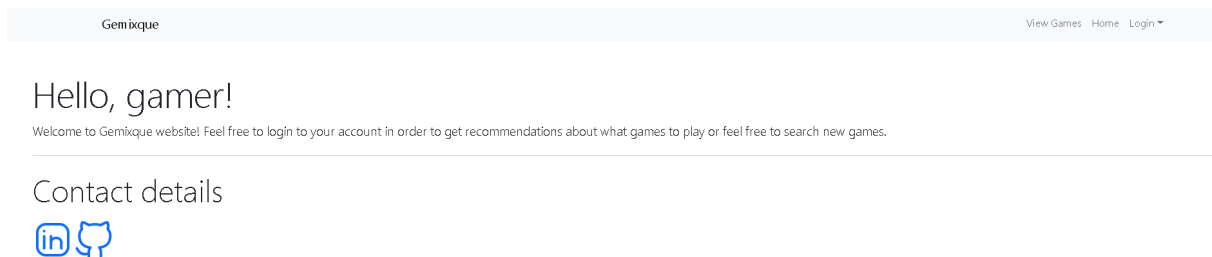 Gemixque
View Games Home Login
Hello, gamer!
Welcome to Gemixque website! Feel free to login to your account in order to get recommendations about what games to play or feel free to search new games.
Contact details
in